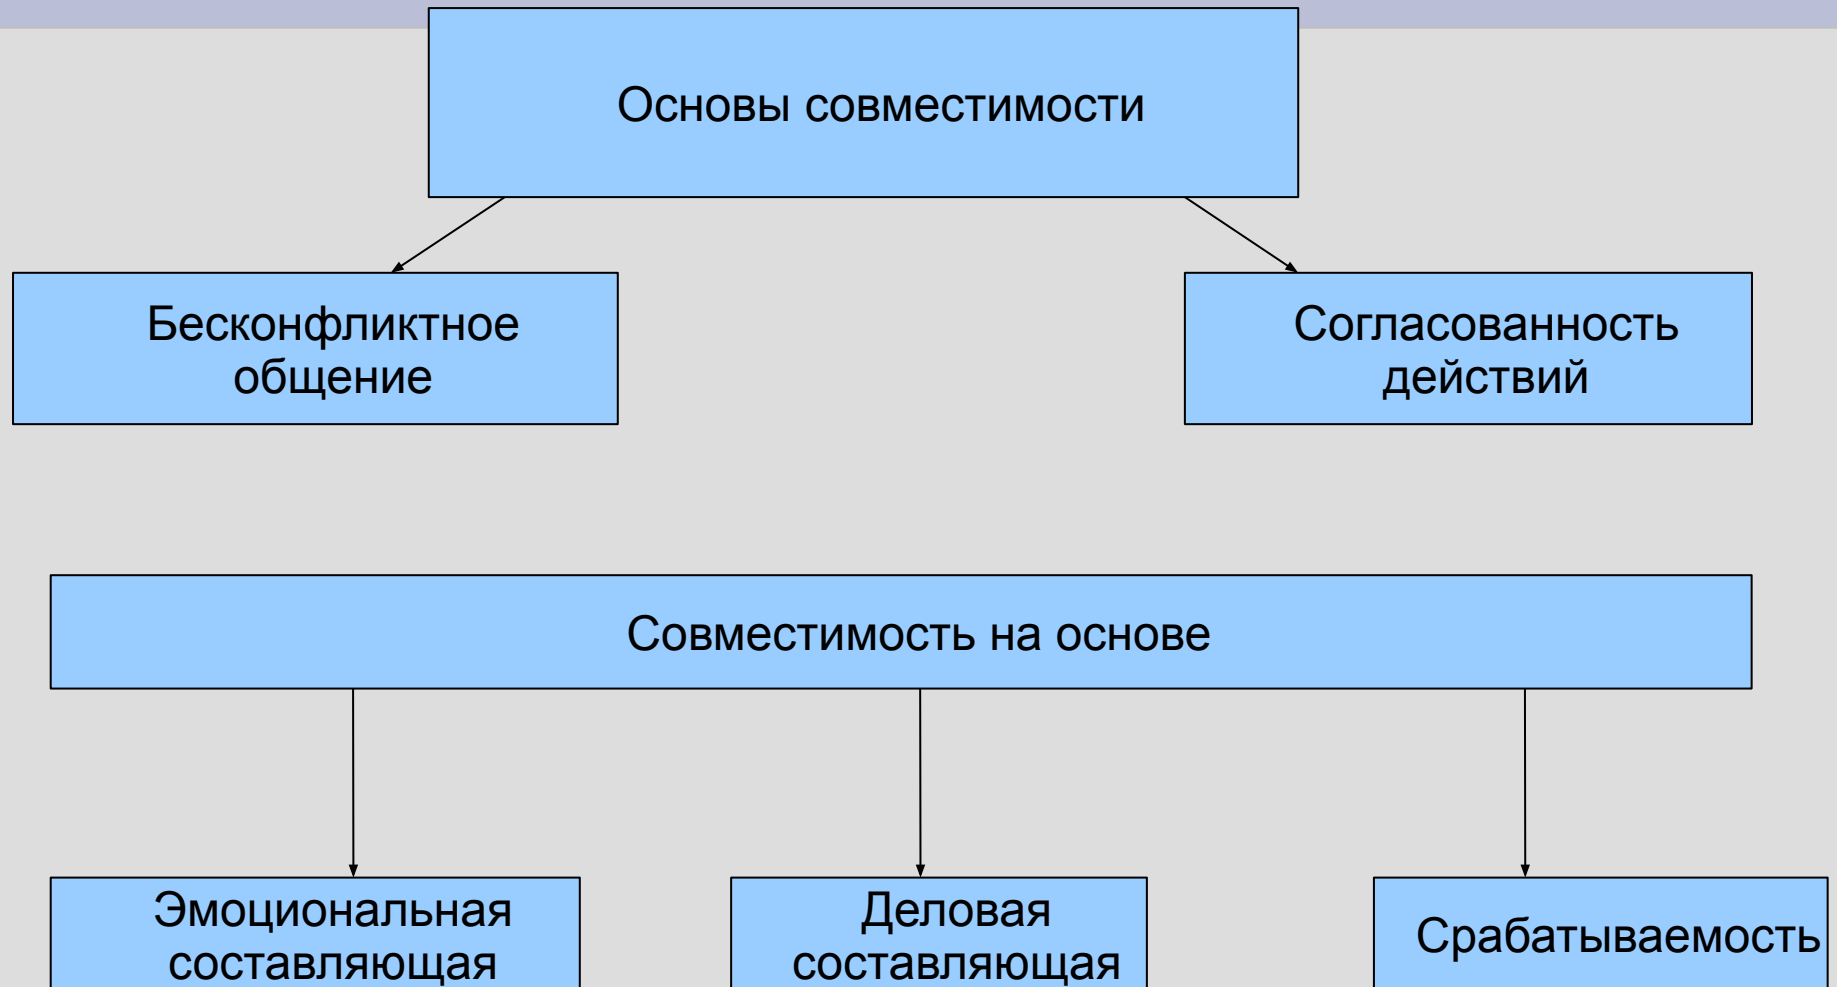 Основы совместимости
Бесконфликтное
общение
Согласованность
действий
Совместимость на основе
Эмоциональная
составляющая
Деловая
составляющая
Срабатываемость